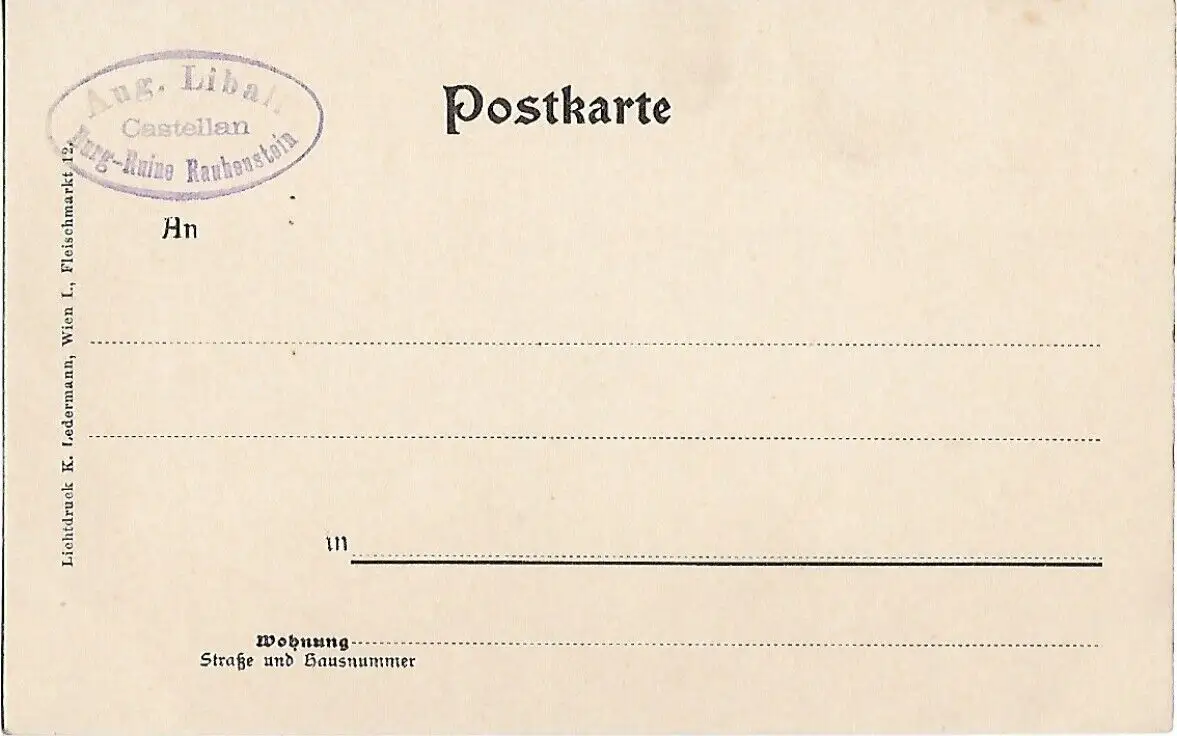 Aug. Libal.
Castellan
Burg-Ruine Rauhenstein
Postkarte
An
in
Wohnung
Straße und Hausnummer
Lichtdruck K. Ledermann, Wien I., Fleischmarkt 12.